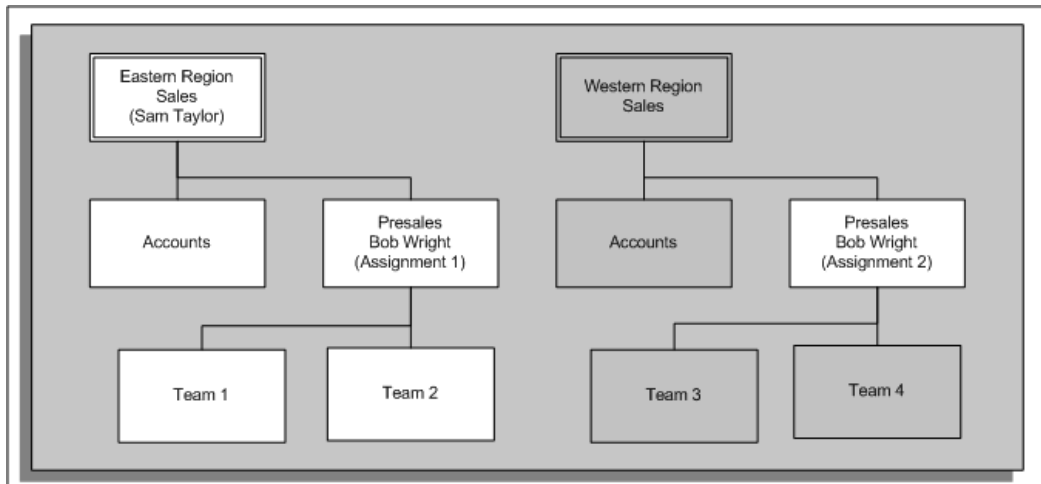 Eastern Region
Sales
(Sam Taylor)
Western Region
Sales
Accounts
Presales
Bob Wright
(Assignment 1)
Accounts
Presales
Bob Wright
(Assignment 2)
Team 1
Team 2
Team 3
Team 4